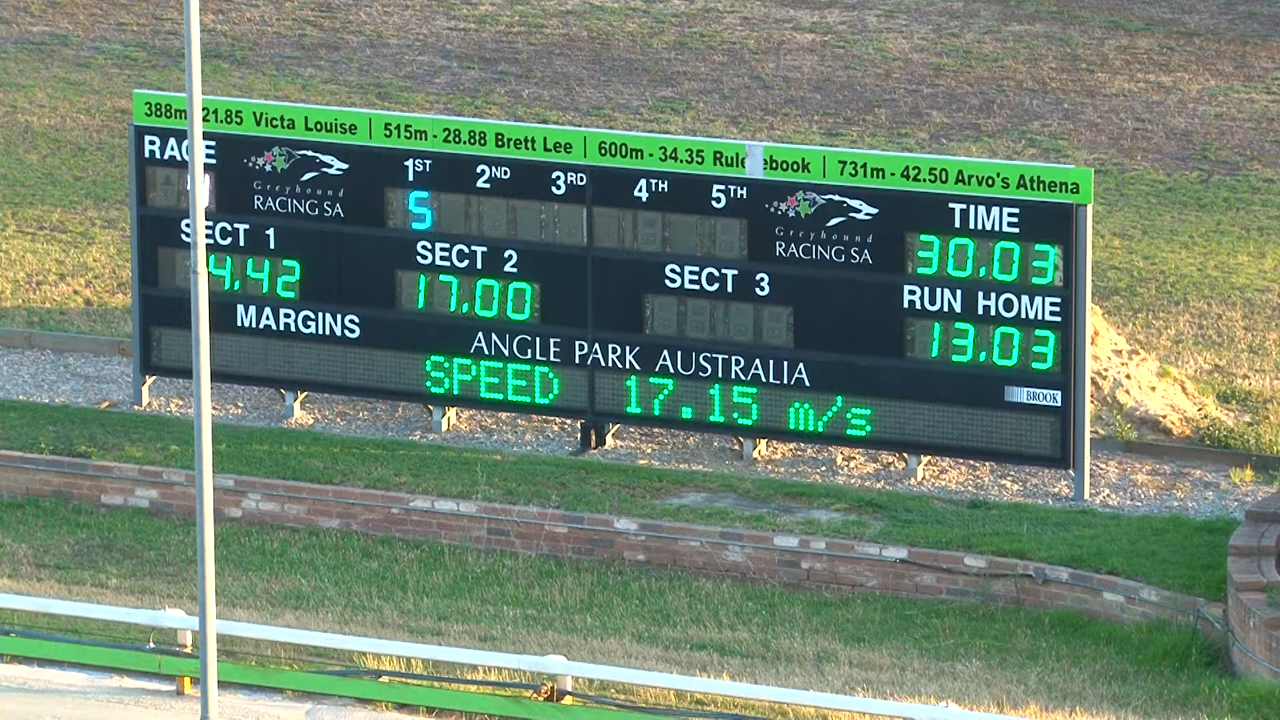 388m 21.85 Victa Louise | 515m - 28.88 Brett Lee | 600m - 34.35 | 731m - 42.50 Arvo's Athena
RACE
Greyhound
RACING SA
1ST 2ND 3RD 4TH 5TH
Greyhound
RACING SA
TIME
5
30.03
SECT 1
SECT 2
SECT 3
RUN HOME
4.42
17.00
13.03
MARGINS
ANGLE PARK AUSTRALIA
SPEED 17.15 m/s
BROOK